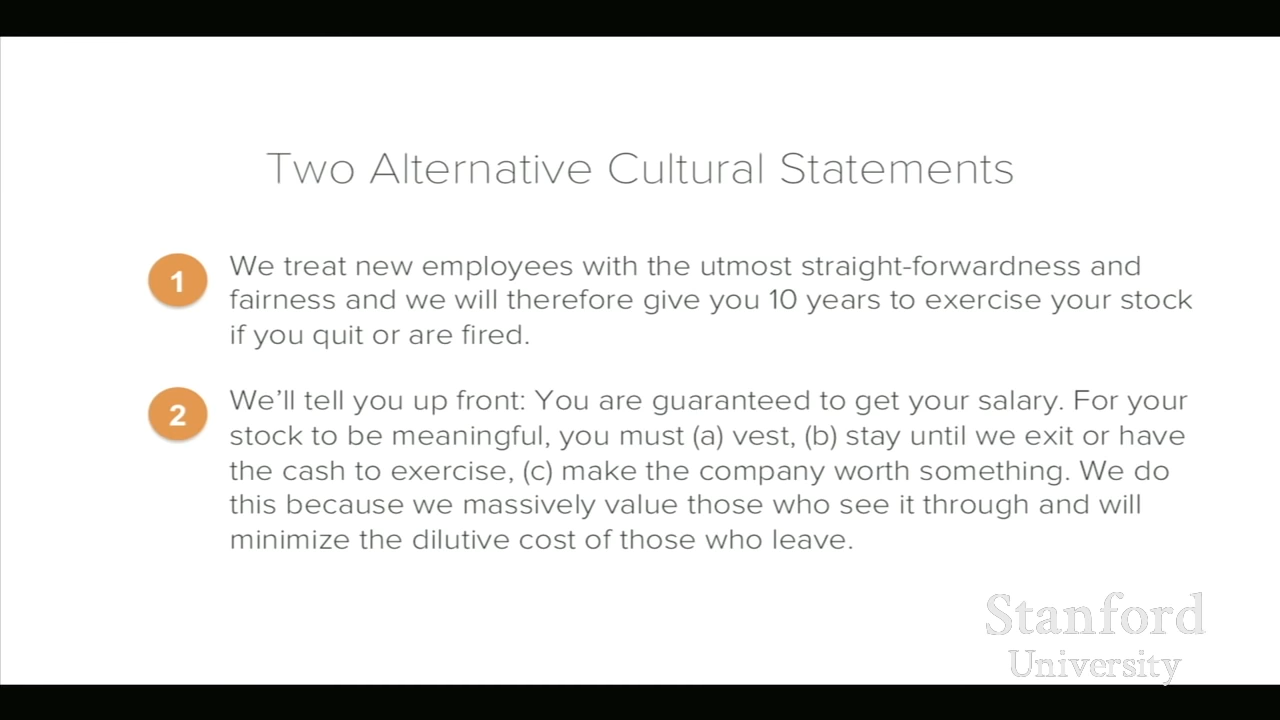 Two Alternative Cultural Statements
1
We treat new employees with the utmost straight-forwardness and
fairness and we will therefore give you 10 years to exercise your stock
if you quit or are fired.
2
We’ll tell you up front: You are guaranteed to get your salary. For your
stock to be meaningful, you must (a) vest, (b) stay until we exit or have
the cash to exercise, (c) make the company worth something. We do
this because we massively value those who see it through and will
minimize the dilutive cost of those who leave.
Stanford
University